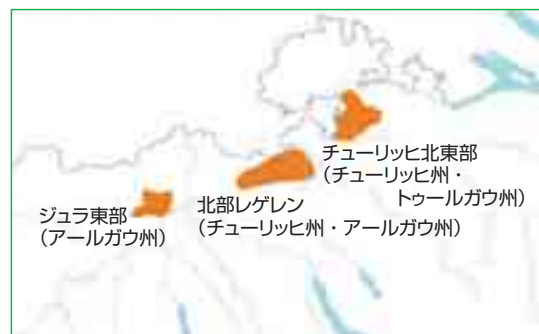 チューリッヒ北東部
（チューリッヒ州・
トゥールガウ州）
北部レゲレン
（チューリッヒ州・アールガウ州）
ジュラ東部
（アールガウ州）